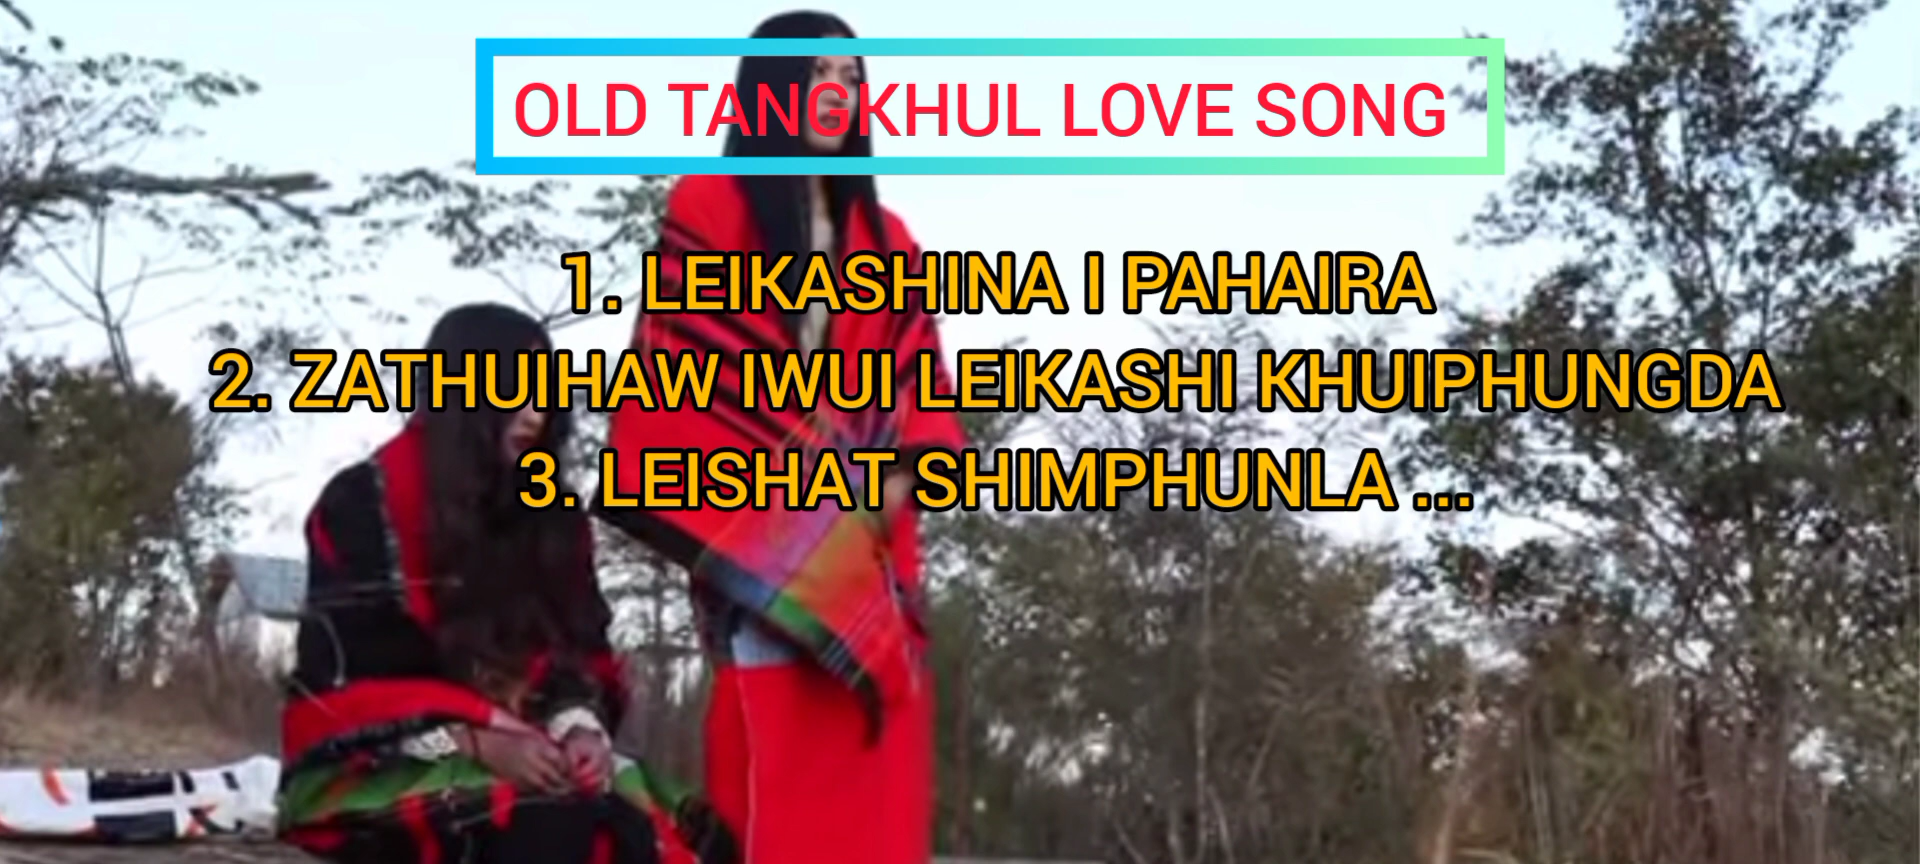 OLD TANGKHUL LOVE SONG
1. LEIKASHINA I PAHAIRA
2. ZATHUIHAW IWUI LEIKASHI KHUIPHUNGDA
3. LEISHAT SHIMPHUNLA ...